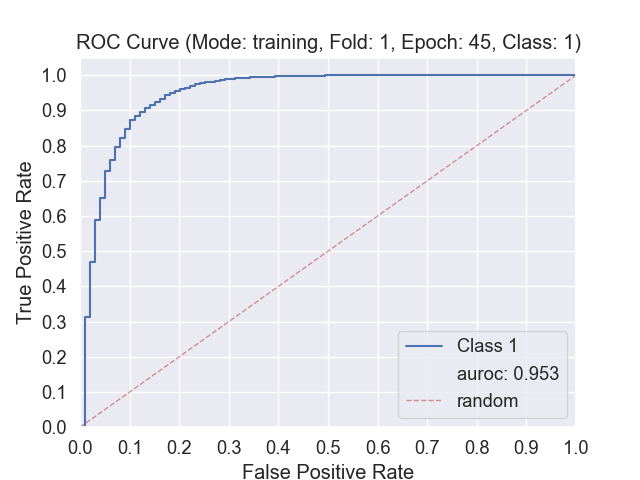 ROC Curve (Mode: training, Fold: 1, Epoch: 45, Class: 1)
True Positive Rate
1.0
0.9
0.8
0.7
0.6
0.5
0.4
0.3
0.2
0.1
0.0
Class 1
auroc: 0.953
random
0.0 0.1 0.2 0.3 0.4 0.5 0.6 0.7 0.8 0.9 1.0
False Positive Rate